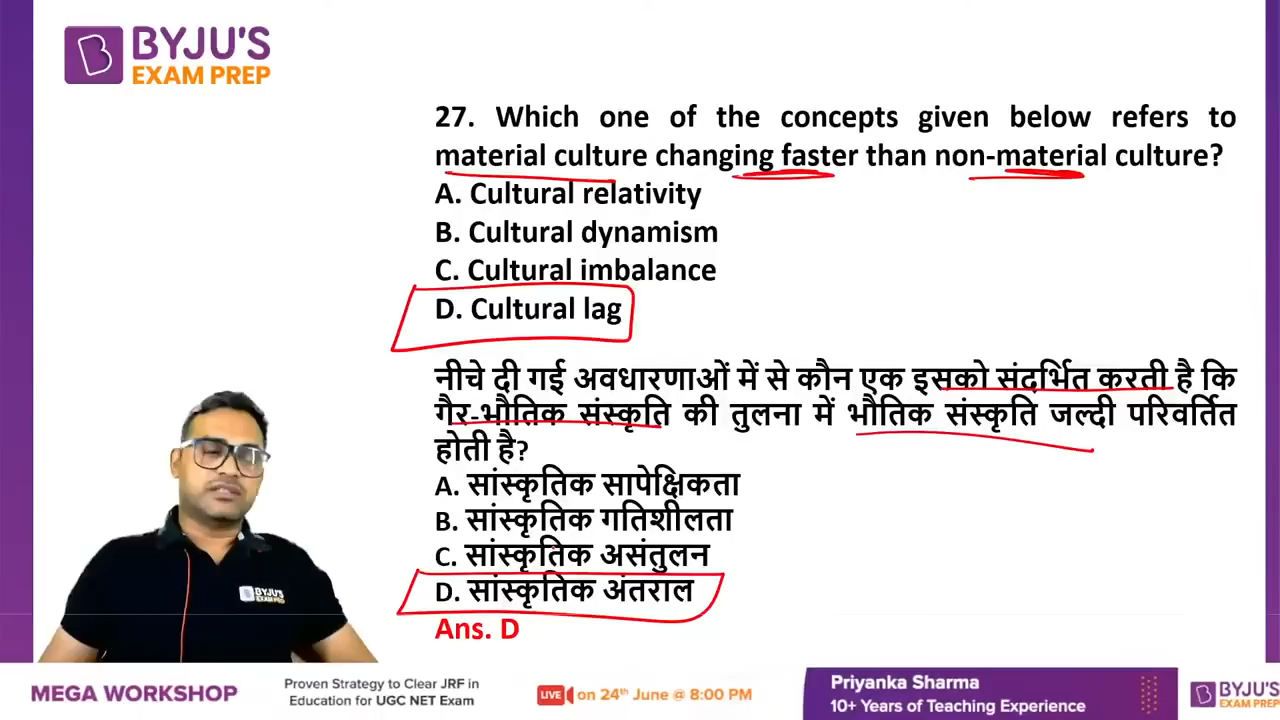 BYJU'S
EXAM PREP
27. Which one of the concepts given below refers to
material culture changing faster than non-material culture?
A. Cultural relativity
B. Cultural dynamism
C. Cultural imbalance
D. Cultural lag
नीचे दी गई अवधारणाओं में से कौन एक इसको संदर्भित करती है कि
गैर-भौतिक संस्कृति की तुलना में भौतिक संस्कृति जल्दी परिवर्तित
होती है?
A. सांस्कृतिक सापेक्षिकता
B. सांस्कृतिक गतिशीलता
C. सांस्कृतिक असंतुलन
D. सांस्कृतिक अंतराल
Ans. D
BYJU'S
EXAM PREP
MEGA WORKSHOP
Proven Strategy to Clear JRF in
Education for UGC NET Exam
LIVE on 24th June @ 8:00 PM
Priyanka Sharma
10+ Years of Teaching Experience
BYJU'S
EXAM PREP